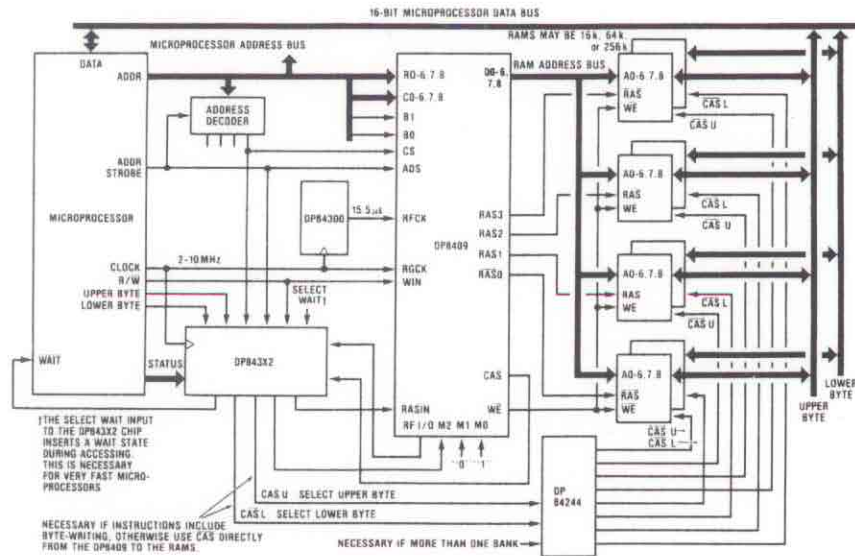 16-BIT MICROPROCESSOR DATA BUS
RAMS MAY BE 16k, 64k,
or 256k
MICROPROCESSOR ADDRESS BUS
DATA
ADDR
ADDRESS
DECODER
ADDR
STROBE
MICROPROCESSOR
CLOCK
2-10 MHz
R/W
UPPER BYTE
LOWER BYTE
WAIT
STATUS
SELECT
WAIT†
DP84300
15.5µs
DP843X2
R0-6,7,8
C0-6,7,8
B1
B0
CS
ADS
RFCK
DP8409
RGCK
WIN
RASIN
RF I/O M2 M1 M0
0 1
Q0-6,
7,8
RAM ADDRESS BUS
RAS3
RAS2
RAS1
RAS0
CAS
WE
A0-6,7,8
RAS
WE
CAS L
CAS U
A0-6,7,8
RAS
WE
CAS L
CAS U
A0-6,7,8
RAS
WE
CAS L
CAS U
A0-6,7,8
RAS
WE
CAS U
CAS L
UPPER
BYTE
LOWER
BYTE
DP
84244
†THE SELECT WAIT INPUT
TO THE DP843X2 CHIP
INSERTS A WAIT STATE
DURING ACCESSING.
THIS IS NECESSARY
FOR VERY FAST MICRO-
PROCESSORS
CAS U SELECT UPPER BYTE
CAS L SELECT LOWER BYTE
NECESSARY IF INSTRUCTIONS INCLUDE
BYTE-WRITING, OTHERWISE USE CAS DIRECTLY
FROM THE DP8409 TO THE RAMS.
NECESSARY IF MORE THAN ONE BANK